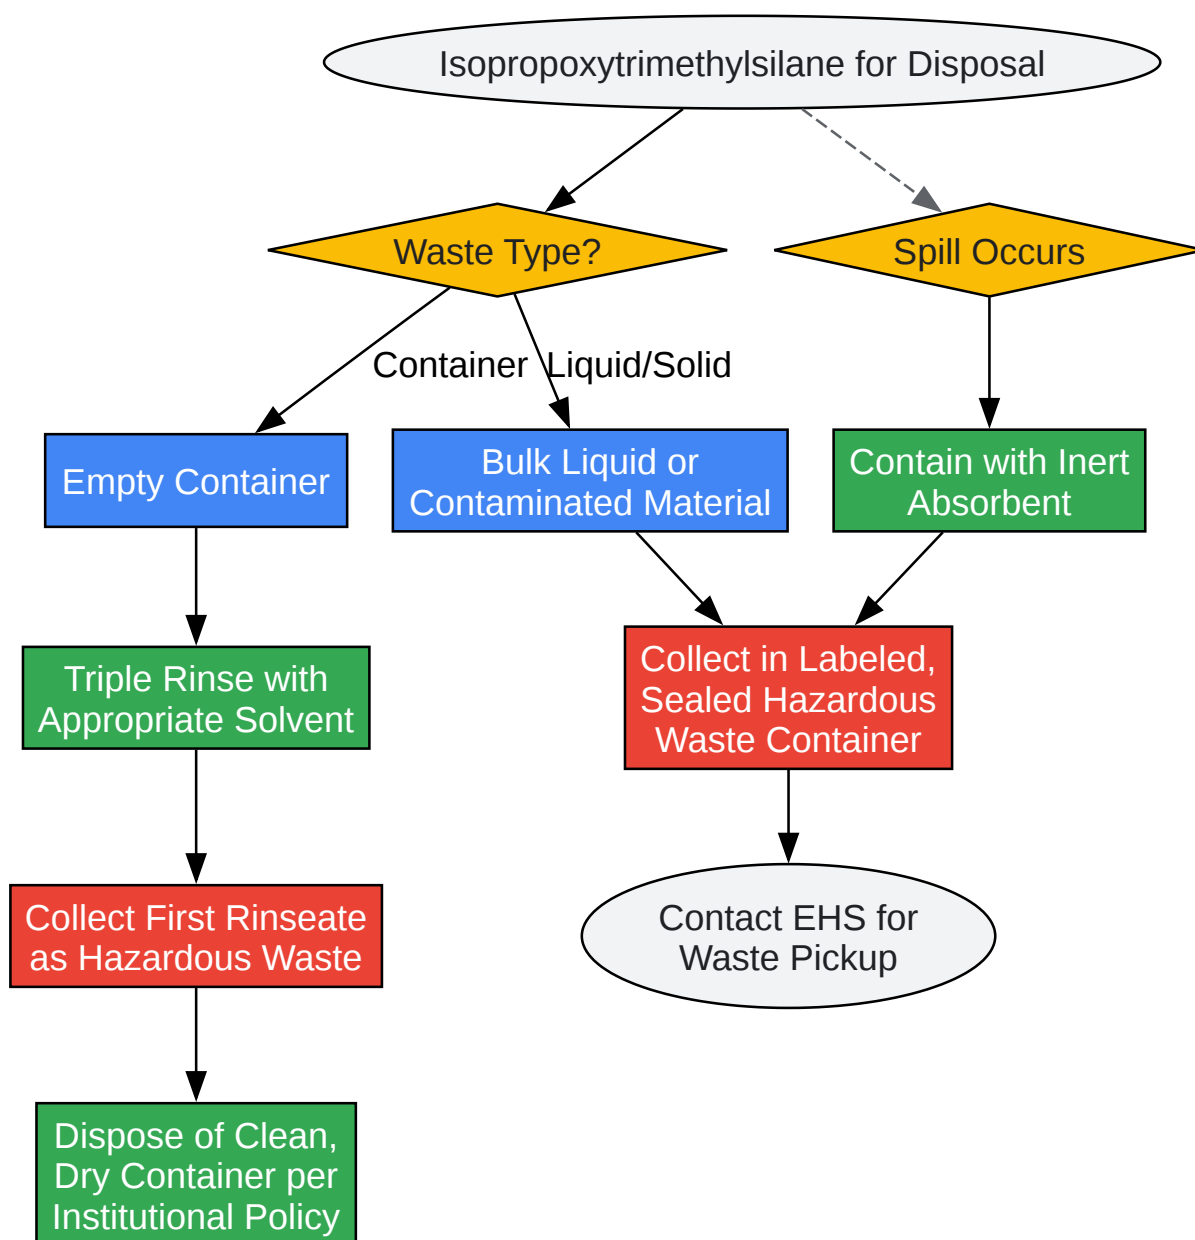 Isopropoxytrimethylsilane for Disposal
Waste Type?
Spill Occurs
Container
Liquid/Solid
Empty Container
Bulk Liquid or
Contaminated Material
Contain with Inert
Absorbent
Triple Rinse with
Appropriate Solvent
Collect in Labeled,
Sealed Hazardous
Waste Container
Collect First Rinseate
as Hazardous Waste
Contact EHS for
Waste Pickup
Dispose of Clean,
Dry Container per
Institutional Policy